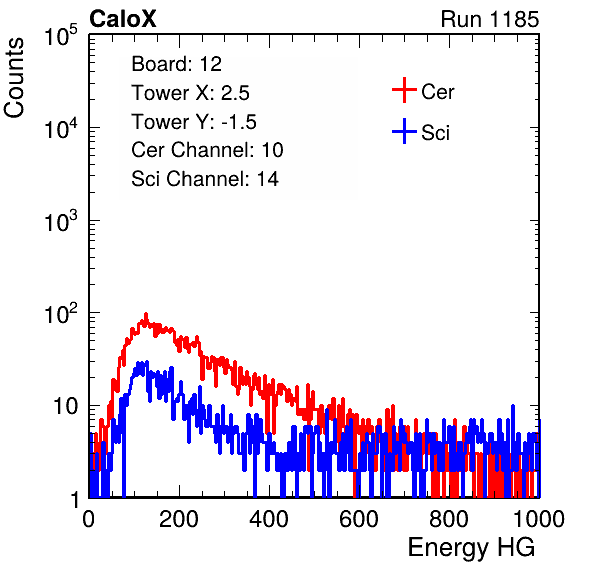 CaloX Run 1185
Counts
10^5
10^4
10^3
10^2
10
1
Board: 12
Tower X: 2.5
Tower Y: -1.5
Cer Channel: 10
Sci Channel: 14
Cer
Sci
0 200 400 600 800 1000
Energy HG